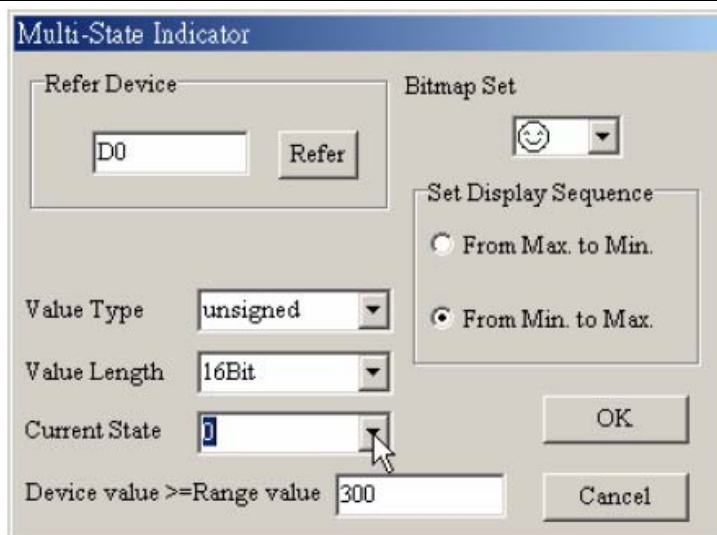 Multi-State Indicator
Refer Device
D0
Refer
Bitmap Set
Set Display Sequence
From Max. to Min.
From Min. to Max.
Value Type
unsigned
Value Length
16Bit
Current State
0
Device value >=Range value
300
OK
Cancel